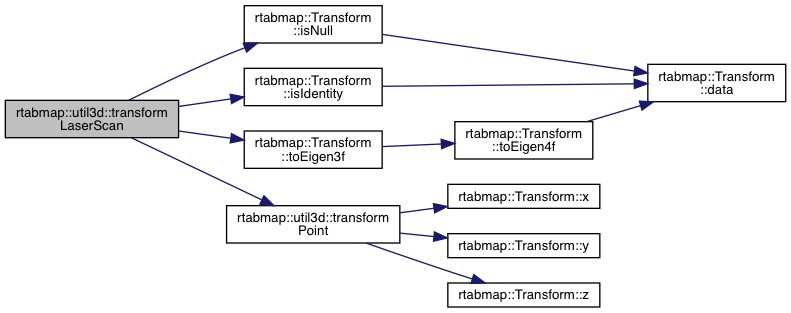 rtabmap::util3d::transform
LaserScan
rtabmap::Transform
::isNull
rtabmap::Transform
::isIdentity
rtabmap::Transform
::toEigen3f
rtabmap::util3d::transform
Point
rtabmap::Transform
::data
rtabmap::Transform
::toEigen4f
rtabmap::Transform::x
rtabmap::Transform::y
rtabmap::Transform::z